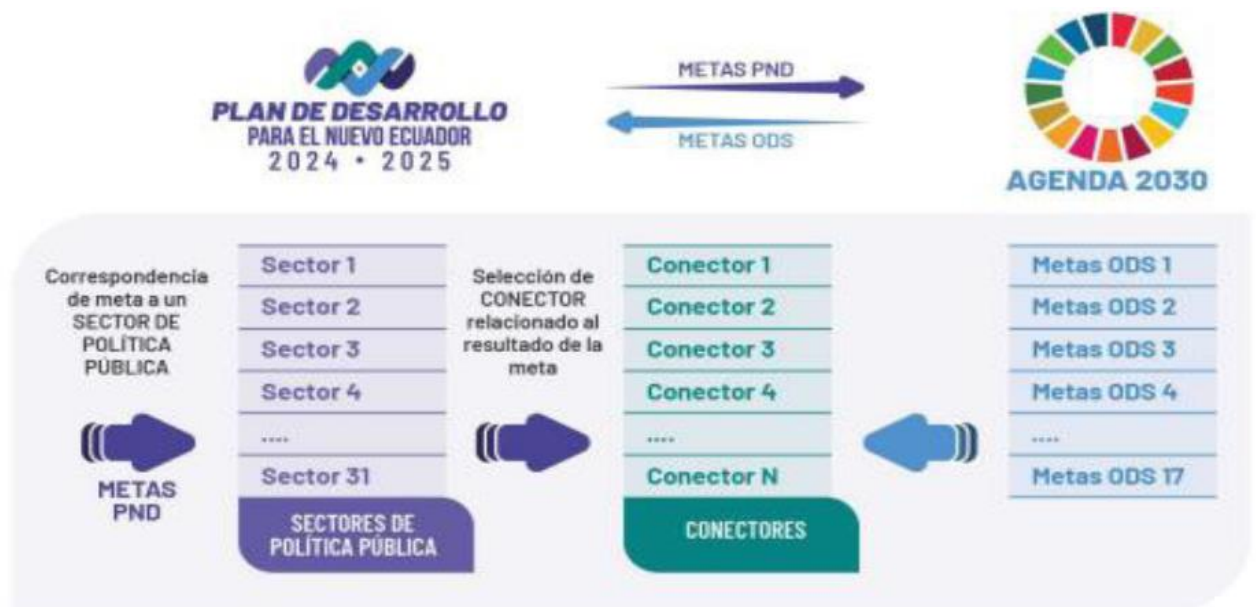 PLAN DE DESARROLLO
PARA EL NUEVO ECUADOR
2024 • 2025
METAS PND
METAS ODS
AGENDA 2030
Correspondencia
de meta a un
SECTOR DE
POLÍTICA
PÚBLICA
METAS
PND
Sector 1
Sector 2
Sector 3
Sector 4
....
Sector 31
SECTORES DE
POLÍTICA PÚBLICA
Selección de
CONECTOR
relacionado al
resultado de la
meta
Conector 1
Conector 2
Conector 3
Conector 4
....
Conector N
CONECTORES
Metas ODS 1
Metas ODS 2
Metas ODS 3
Metas ODS 4
....
Metas ODS 17